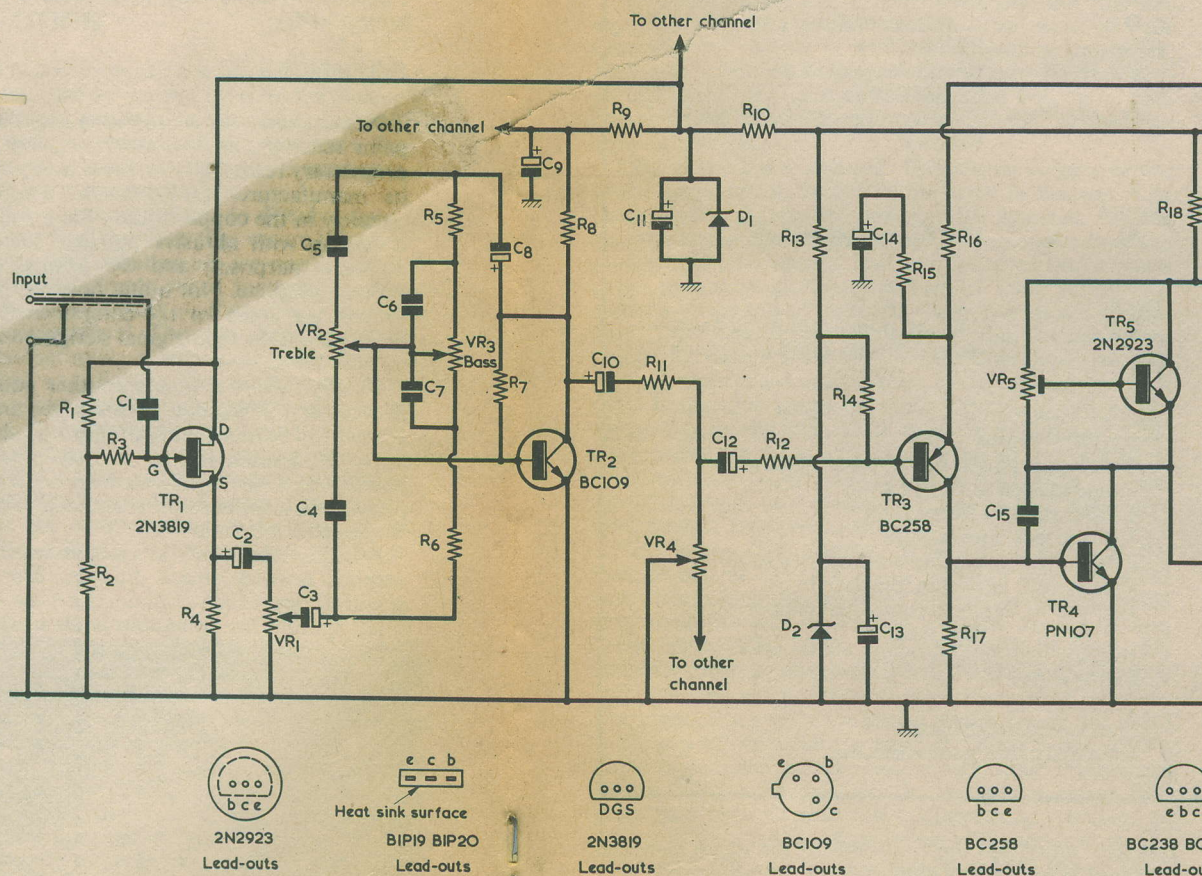 To other channel
To other channel
R9
R10
C9
R5
R8
C11
D1
R13
C14
R15
R16
R18
Input
C5
C8
C6
VR2
Treble
VR3
Bass
C7
R7
C10
R11
R14
TR5
2N2923
VR5
R1
C1
R3
D
G
S
TR1
2N3819
C4
TR2
BC109
C12
R12
TR3
BC258
C15
R2
C2
R6
VR4
R4
C3
VR1
To other
channel
D2
C13
R17
TR4
PN107
b c e
2N2923
Lead-outs
e c b
Heat sink surface
BIP19 BIP20
Lead-outs
DGS
2N3819
Lead-outs
e b
c
BC109
Lead-outs
b c e
BC258
Lead-outs
e b c
BC238 BC
Lead-ou